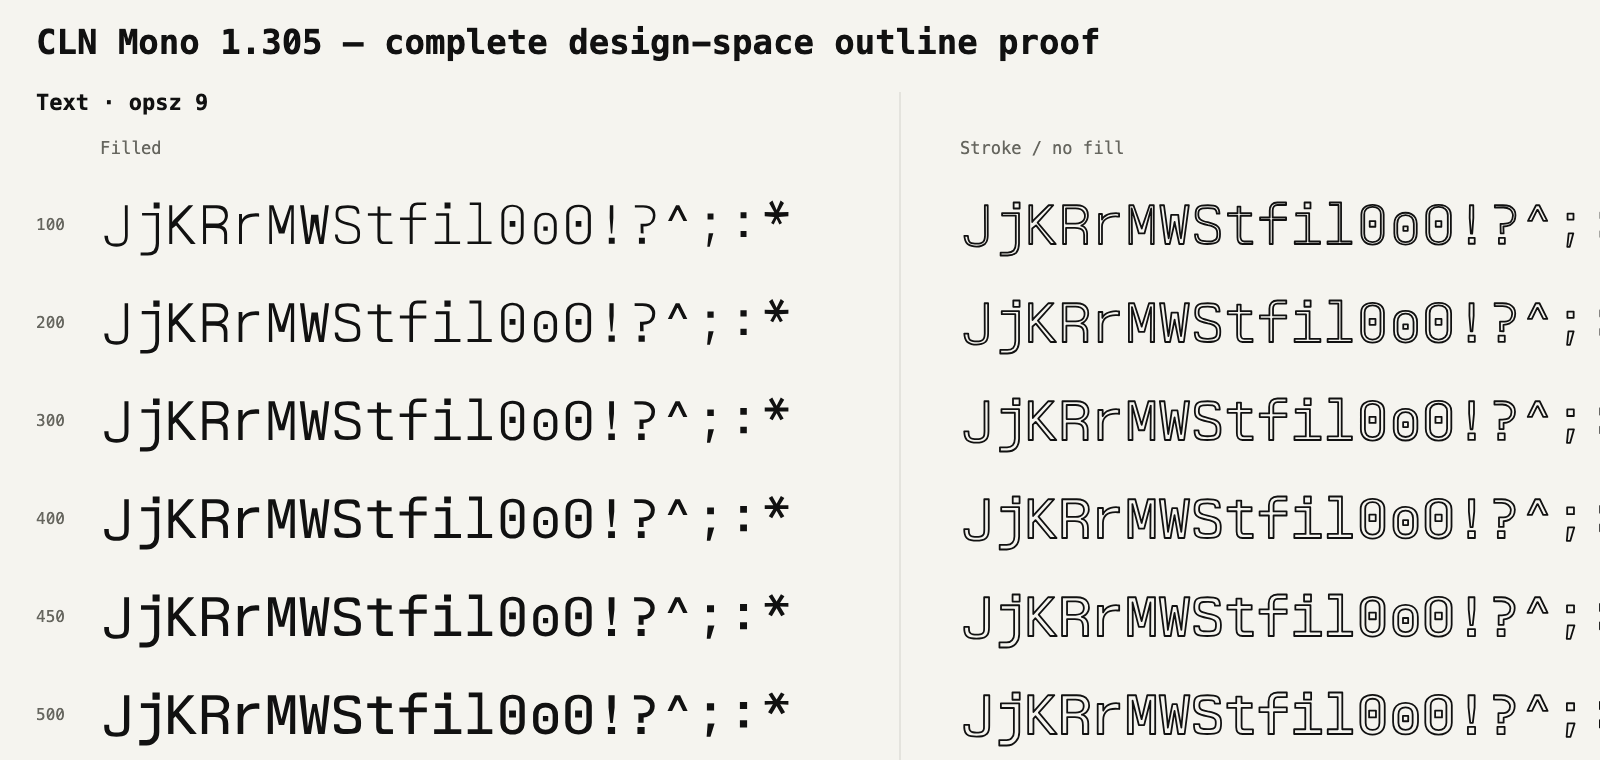 CLN Mono 1.305 — complete design-space outline proof
Text · opsz 9
Filled
Stroke / no fill
100 JjKRrMWStfil0o0!?^;:* JjKRrMWStfil0o0!?^;:
200 JjKRrMWStfil0o0!?^;:* JjKRrMWStfil0o0!?^;:
300 JjKRrMWStfil0o0!?^;:* JjKRrMWStfil0o0!?^;:
400 JjKRrMWStfil0o0!?^;:* JjKRrMWStfil0o0!?^;:
450 JjKRrMWStfil0o0!?^;:* JjKRrMWStfil0o0!?^;:
500 JjKRrMWStfil0o0!?^;:* JjKRrMWStfil0o0!?^;: